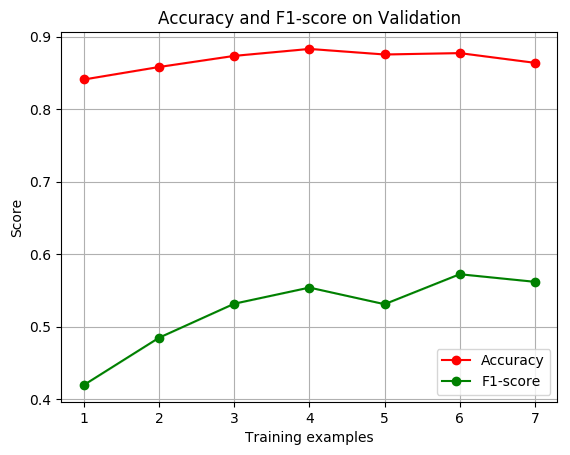 Accuracy and F1-score on Validation
0.9
0.8
0.7
0.6
0.5
0.4
Score
1 2 3 4 5 6 7
Training examples
Accuracy
F1-score